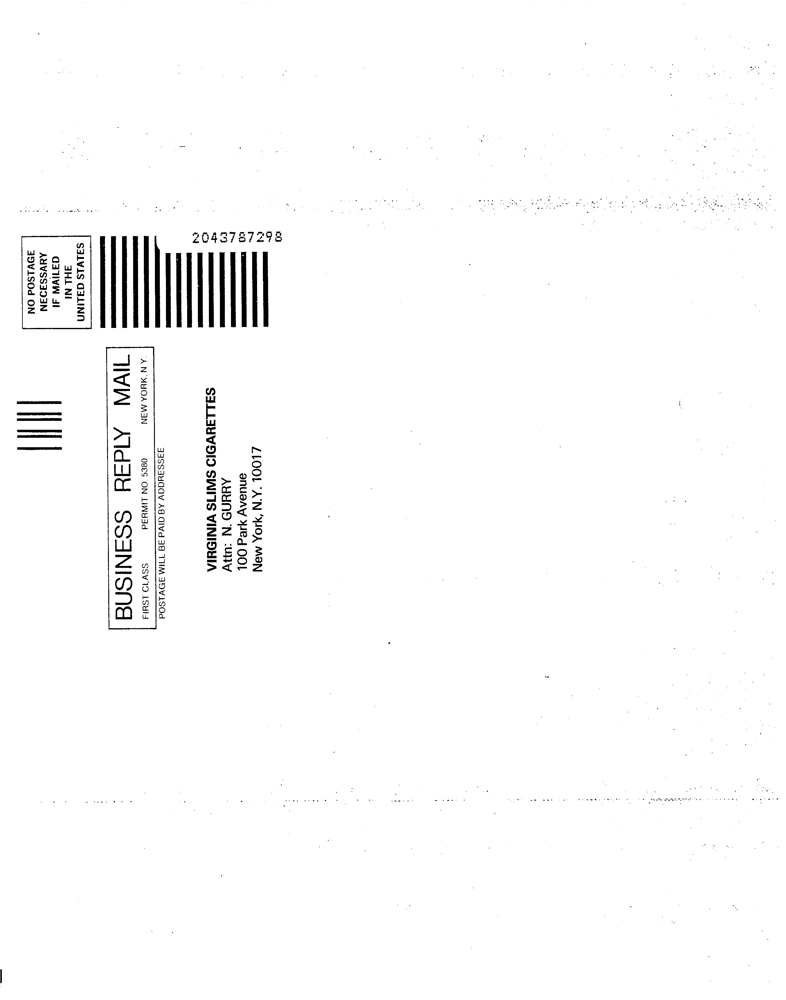 2043787298
NO POSTAGE
NECESSARY
IF MAILED
IN THE
UNITED STATES
BUSINESS REPLY MAIL
FIRST CLASS PERMIT NO 5380 NEW YORK, N.Y.
POSTAGE WILL BE PAID BY ADDRESSEE
VIRGINIA SLIMS CIGARETTES
Attn: N. GURRY
100 Park Avenue
New York, N.Y. 10017